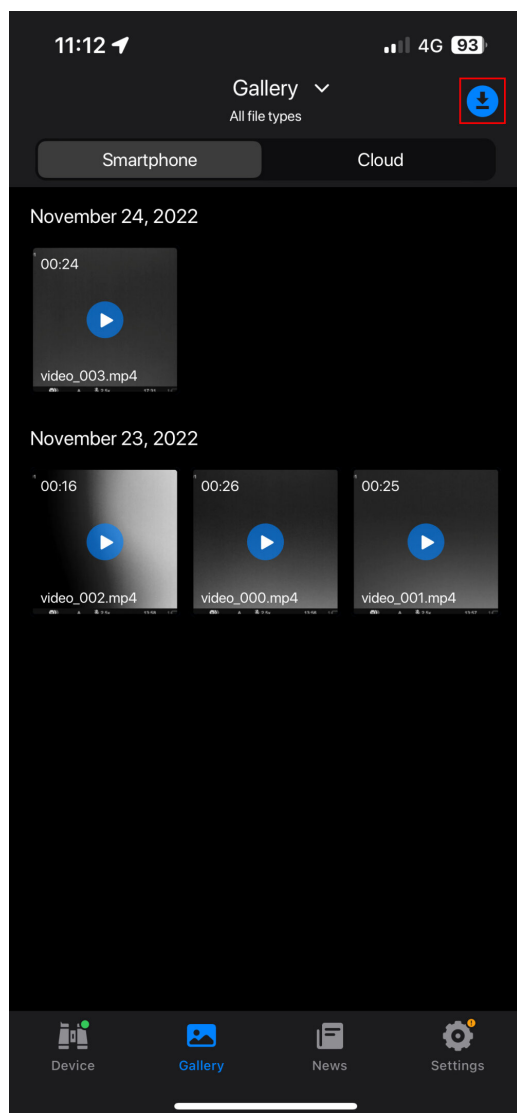 11:12 4G 93
Gallery
All file types
Smartphone Cloud
November 24, 2022
00:24
video_003.mp4
November 23, 2022
00:16 00:26 00:25
video_002.mp4 video_000.mp4 video_001.mp4
Device Gallery News Settings